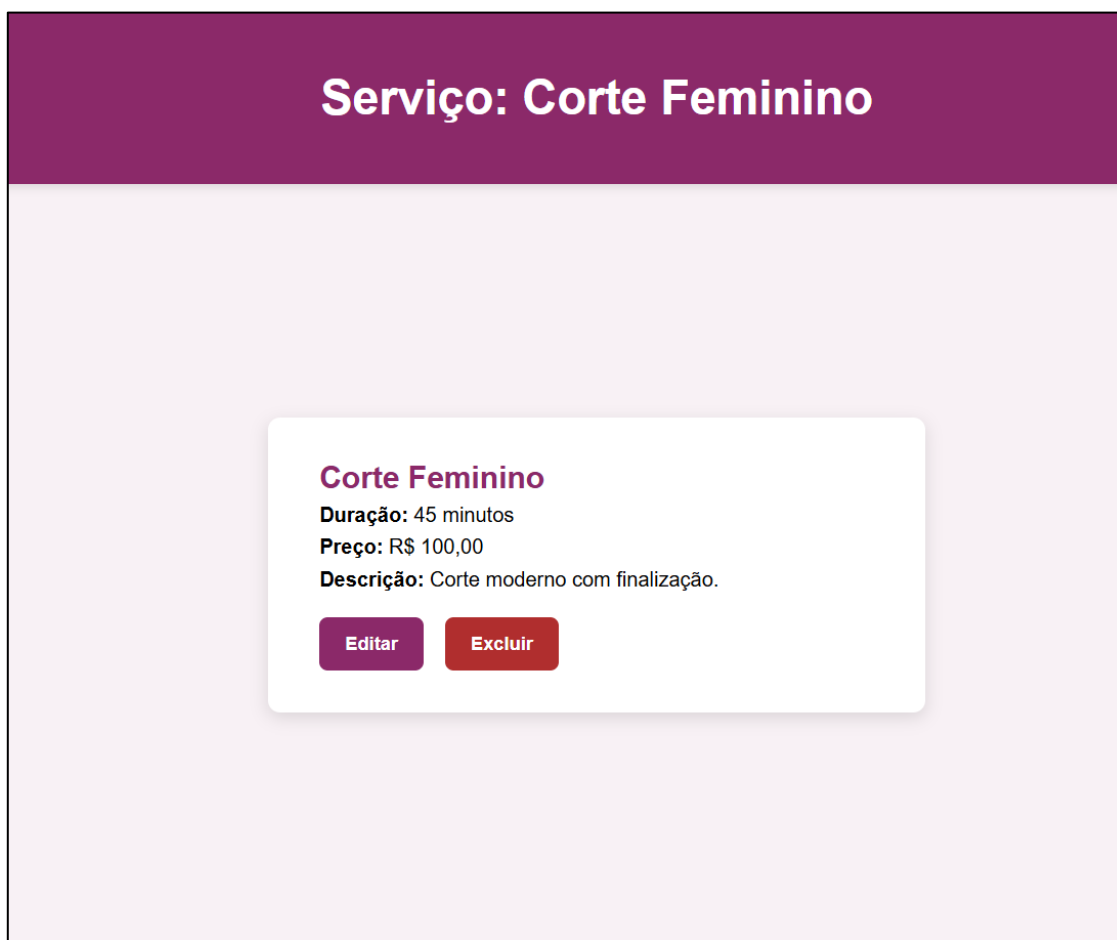 Serviço: Corte Feminino
Corte Feminino
Duração: 45 minutos
Preço: R$ 100,00
Descrição: Corte moderno com finalização.
Editar Excluir